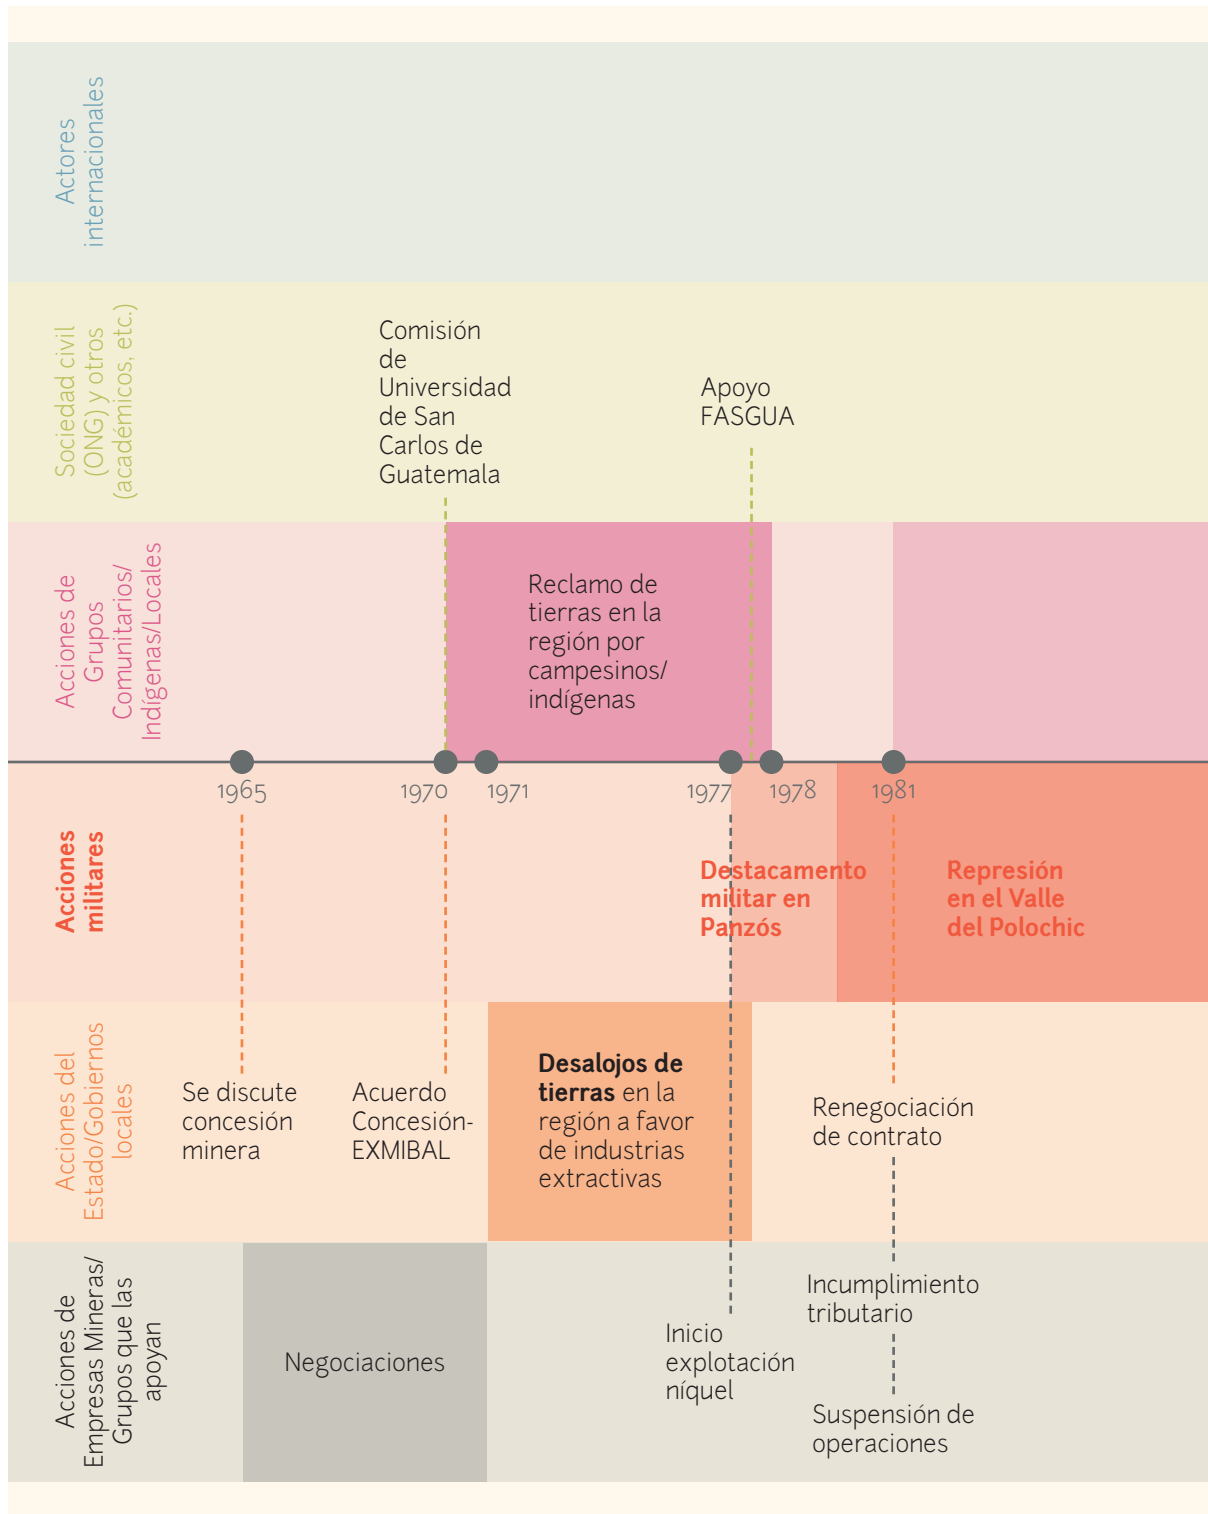 Actores
internacionales
Sociedad civil
(ONG) y otros
(académicos, etc.)
Comisión
de
Universidad
de San
Carlos de
Guatemala
Apoyo
FASGUA
Acciones de
Grupos
Comunitarios/
Indígenas/Locales
Reclamo de
tierras en la
región por
campesinos/
indígenas
1965
1970
1971
1977
1978
1981
Acciones
militares
Destacamento
militar en
Panzós
Represión
en el Valle
del Polochic
Acciones del
Estado/Gobiernos
locales
Se discute
concesión
minera
Acuerdo
Concesión-
EXMIBAL
Desalojos de
tierras en la
región a favor
de industrias
extractivas
Renegociación
de contrato
Acciones de
Empresas Mineras/
Grupos que las
apoyan
Negociaciones
Inicio
explotación
níquel
Incumplimiento
tributario
Suspensión de
operaciones